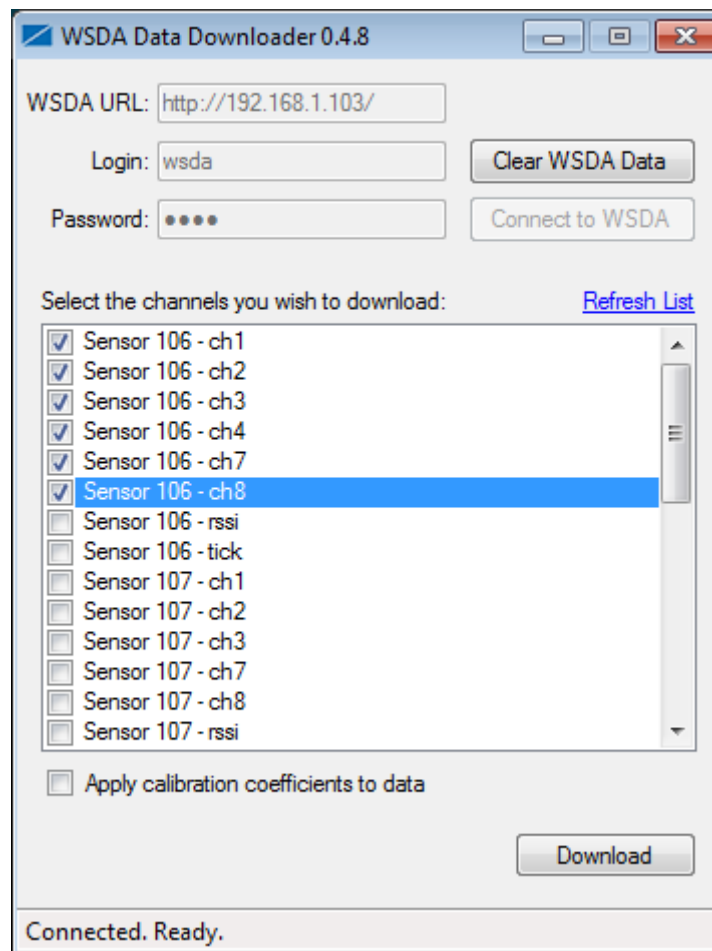 WSDA Data Downloader 0.4.8
WSDA URL: http://192.168.1.103/
Login: wsda Clear WSDA Data
Password: ●●●● Connect to WSDA
Select the channels you wish to download: Refresh List
Sensor 106 - ch1
Sensor 106 - ch2
Sensor 106 - ch3
Sensor 106 - ch4
Sensor 106 - ch7
Sensor 106 - ch8
Sensor 106 - rssi
Sensor 106 - tick
Sensor 107 - ch1
Sensor 107 - ch2
Sensor 107 - ch3
Sensor 107 - ch7
Sensor 107 - ch8
Sensor 107 - rssi
Apply calibration coefficients to data
Download
Connected. Ready.